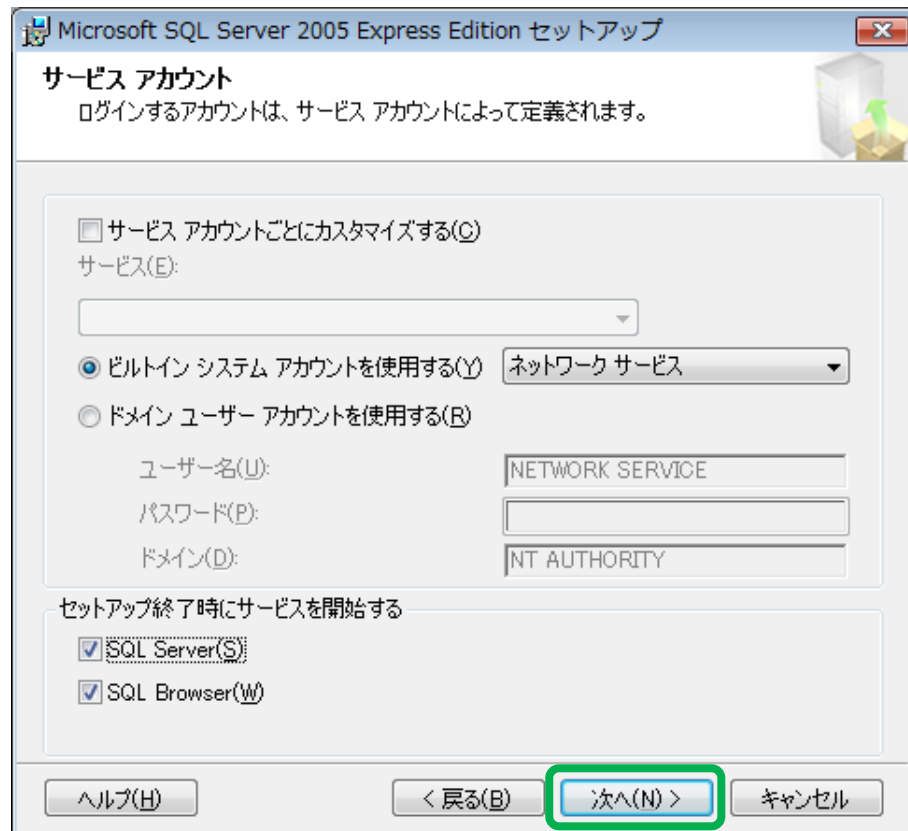 Microsoft SQL Server 2005 Express Edition セットアップ
サービス アカウント
ログインするアカウントは、サービス アカウントによって定義されます。
サービス アカウントごとにカスタマイズする(C)
サービス(E):
ビルトイン システム アカウントを使用する(Y) ネットワーク サービス
ドメイン ユーザー アカウントを使用する(R)
ユーザー名(U): NETWORK SERVICE
パスワード(P):
ドメイン(D): NT AUTHORITY
セットアップ終了時にサービスを開始する
SQL Server(S)
SQL Browser(W)
ヘルプ(H) < 戻る(B) 次へ(N) > キャンセル